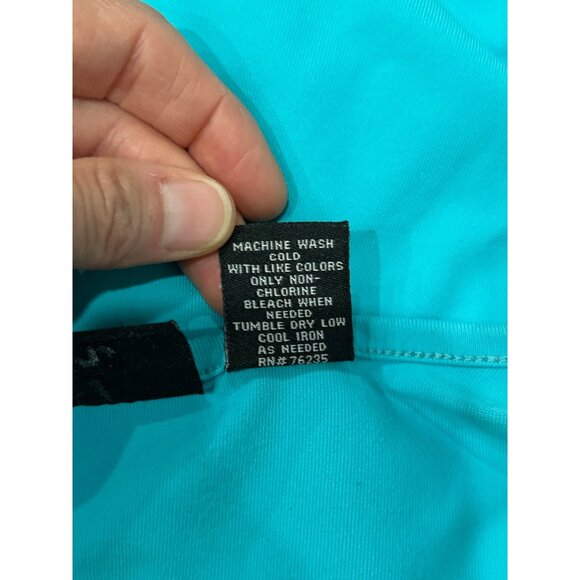 MACHINE WASH
COLD
WITH LIKE COLORS
ONLY NON-
CHLORINE
BLEACH WHEN
NEEDED
TUMBLE DRY LOW
COOL IRON
AS NEEDED
RN# 76235